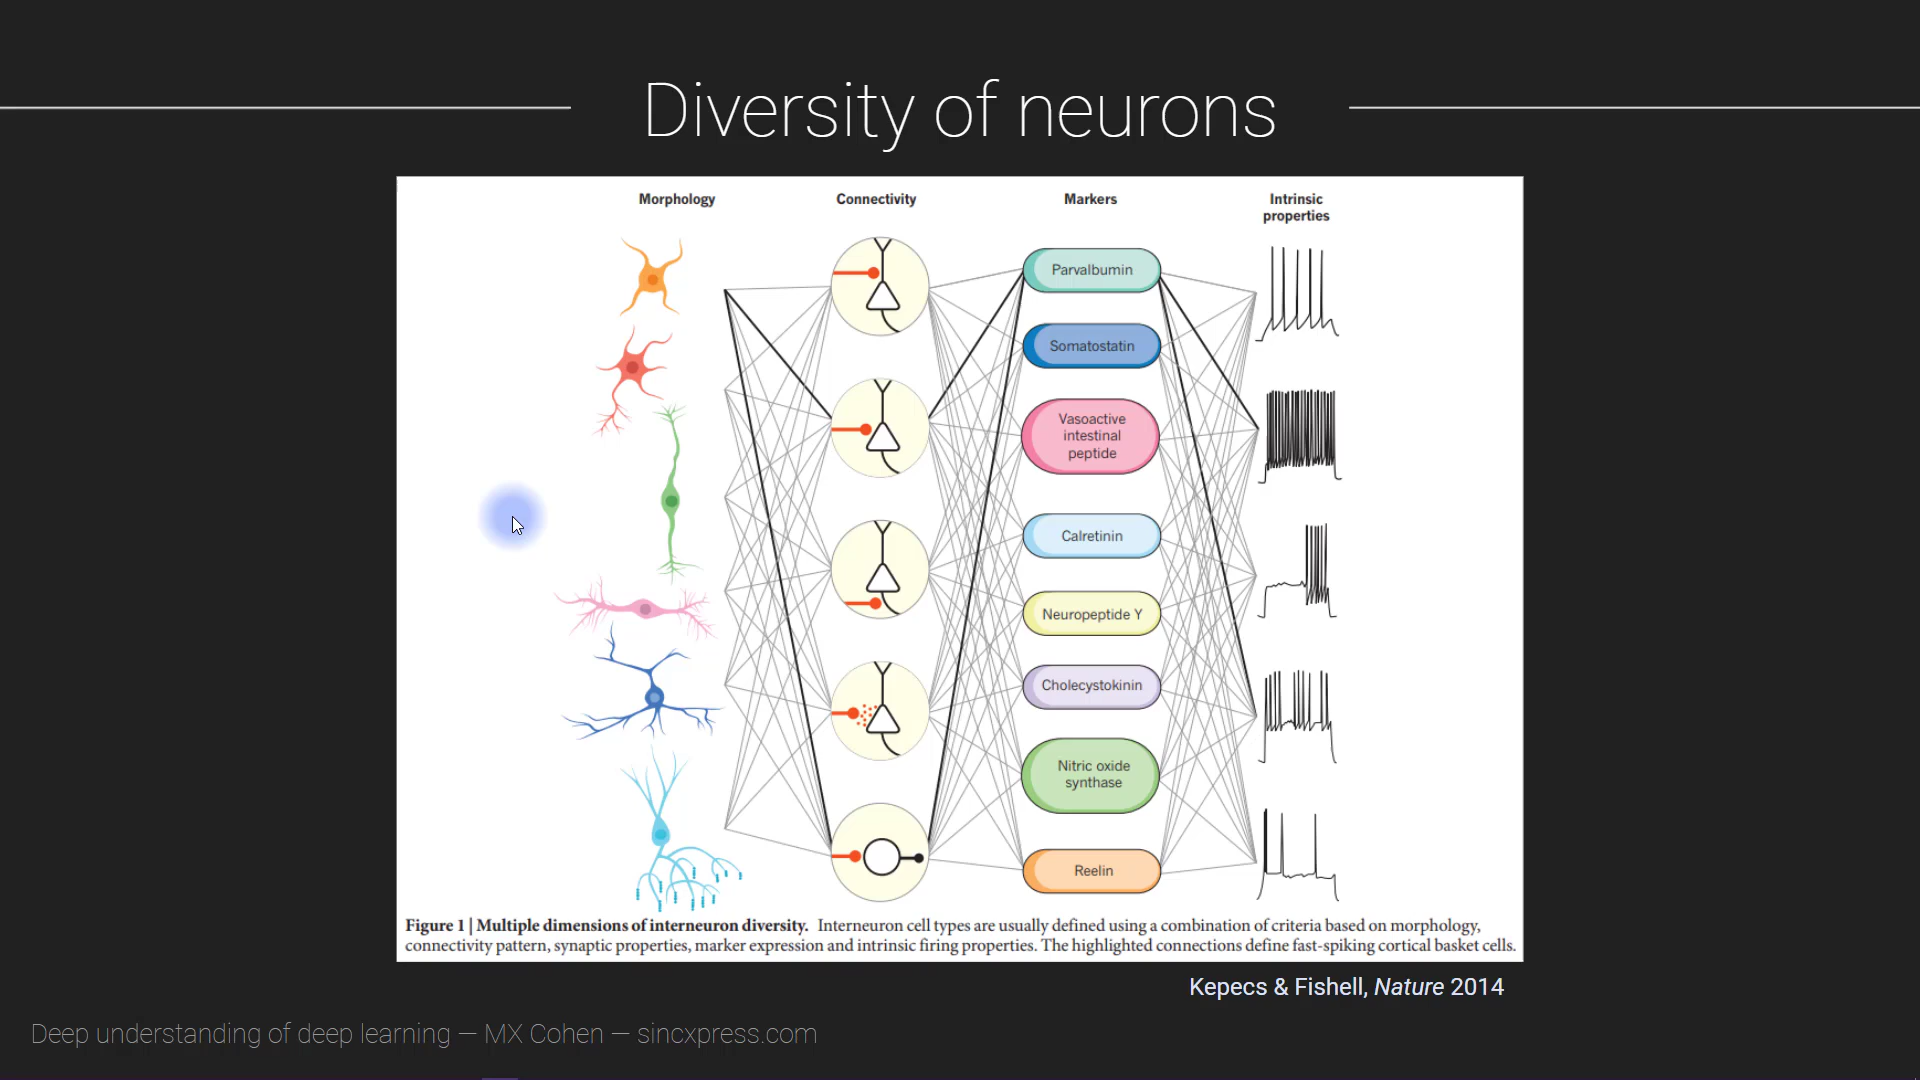 Diversity of neurons
Morphology
Connectivity
Markers
Intrinsic
properties
Parvalbumin
Somatostatin
Vasoactive
intestinal
peptide
Calretinin
Neuropeptide Y
Cholecystokinin
Nitric oxide
synthase
Reelin
Figure 1 | Multiple dimensions of interneuron diversity. Interneuron cell types are usually defined using a combination of criteria based on morphology,
connectivity pattern, synaptic properties, marker expression and intrinsic firing properties. The highlighted connections define fast-spiking cortical basket cells.
Kepecs & Fishell, Nature 2014
Deep understanding of deep learning — MX Cohen — sincxpress.com